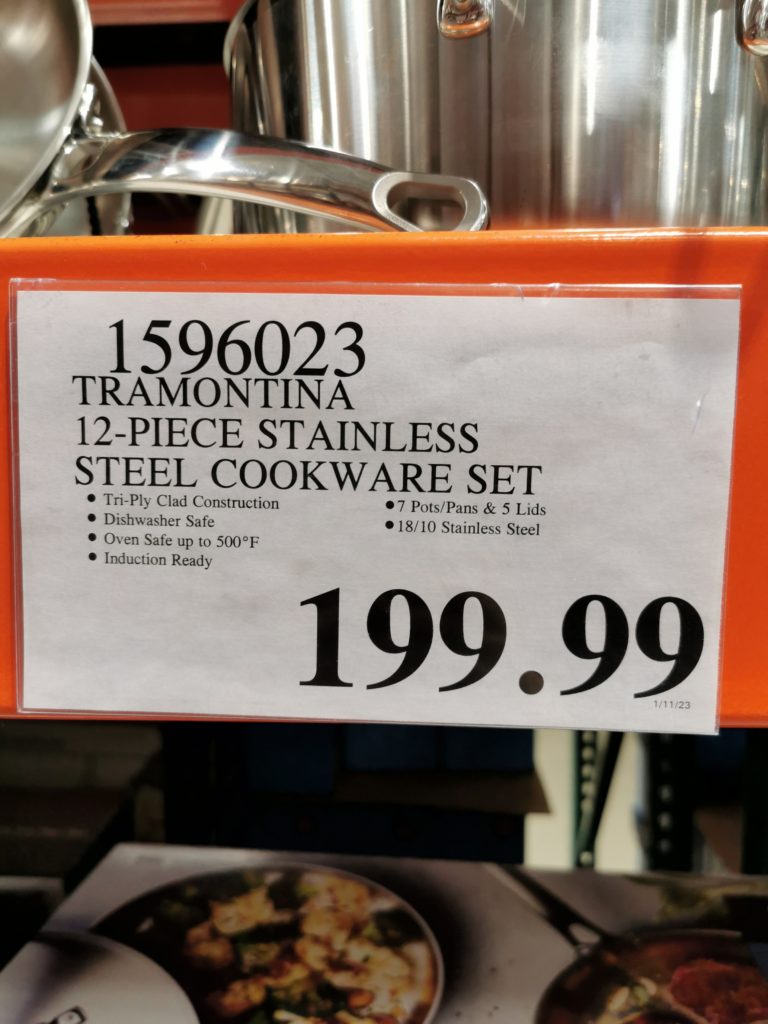 1596023
TRAMONTINA
12-PIECE STAINLESS
STEEL COOKWARE SET
• Tri-Ply Clad Construction
• Dishwasher Safe
• Oven Safe up to 500°F
• Induction Ready
• 7 Pots/Pans & 5 Lids
• 18/10 Stainless Steel
199.99
1/11/23